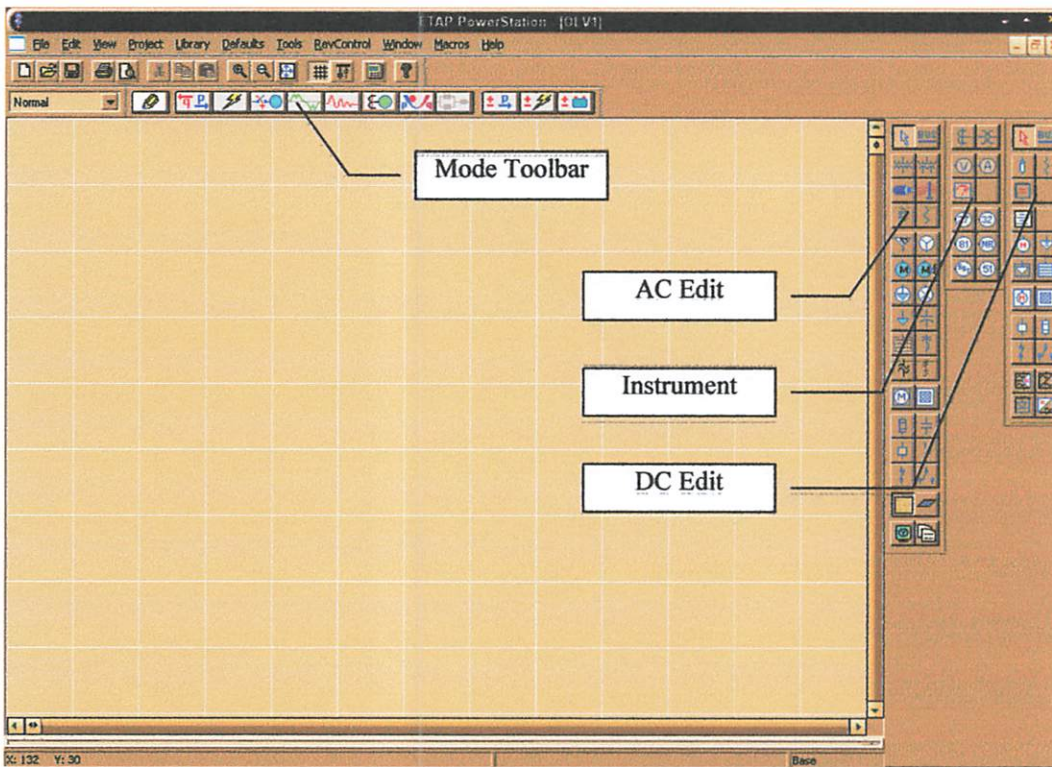 ETAP PowerStation - [OLV1]
File Edit View Project Library Defaults Tools RevControl Window Macros Help
Normal
Mode Toolbar
AC Edit
Instrument
DC Edit
X: 132 Y: 30
Base